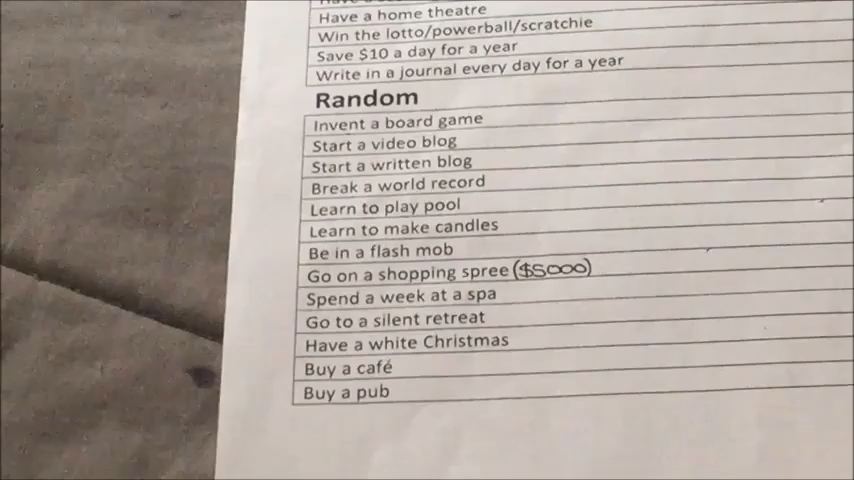 Have a
Have a home theatre
Win the lotto/powerball/scratchie
Save $10 a day for a year
Write in a journal every day for a year
Random
Invent a board game
Start a video blog
Start a written blog
Break a world record
Learn to play pool
Learn to make candles
Be in a flash mob
Go on a shopping spree ($5000)
Spend a week at a spa
Go to a silent retreat
Have a white Christmas
Buy a café
Buy a pub